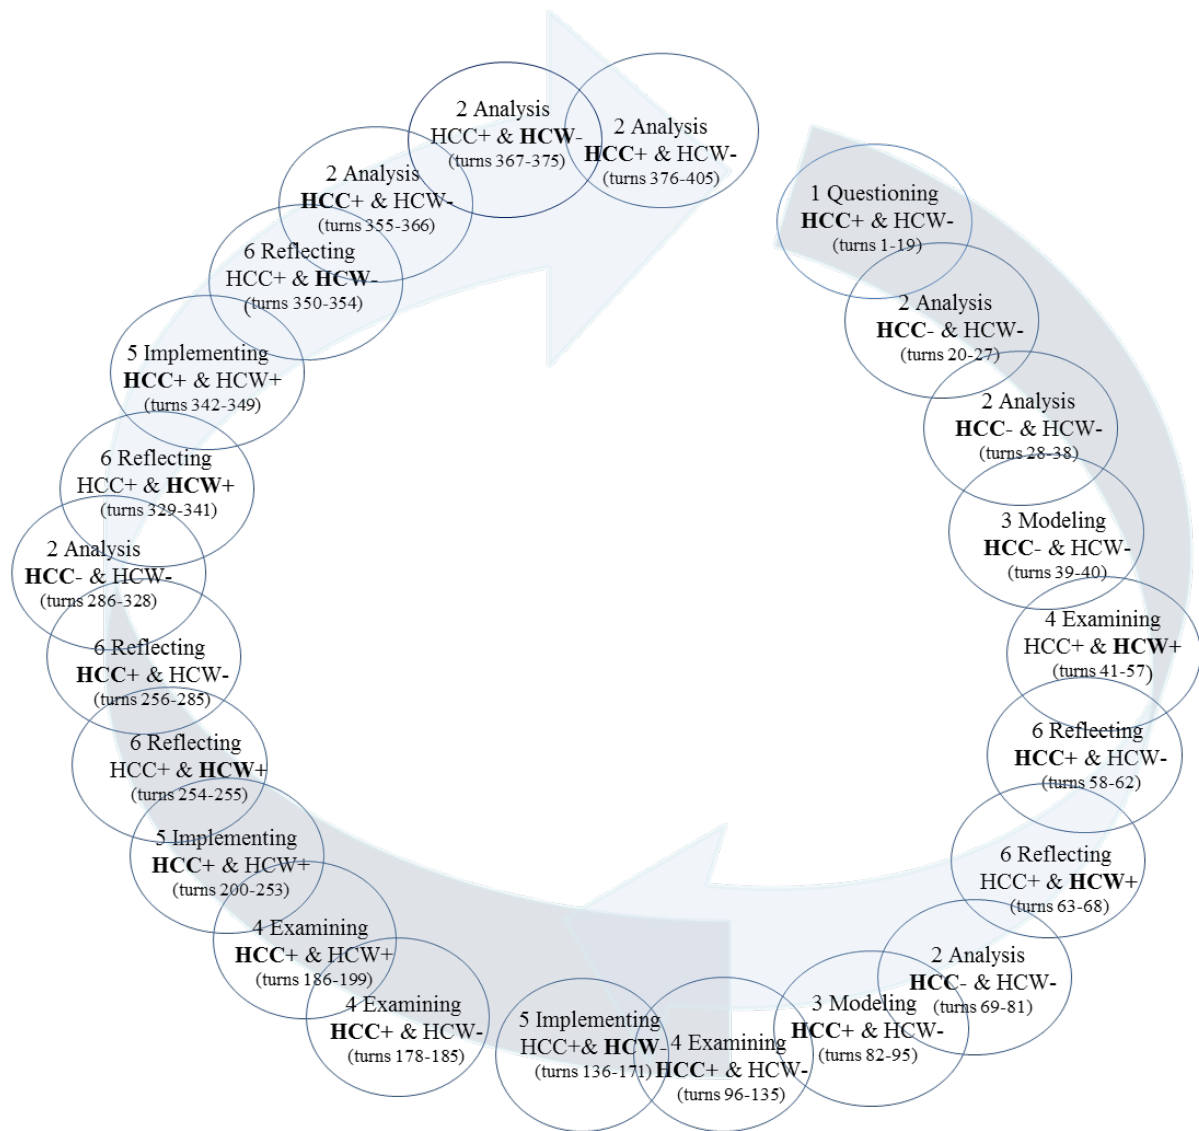 1 Questioning
HCC+ & HCW-
(turns 1-19)
2 Analysis
HCC- & HCW-
(turns 20-27)
2 Analysis
HCC- & HCW-
(turns 28-38)
3 Modeling
HCC- & HCW-
(turns 39-40)
4 Examining
HCC+ & HCW+
(turns 41-57)
6 Reflecting
HCC+ & HCW-
(turns 58-62)
6 Reflecting
HCC+ & HCW+
(turns 63-68)
2 Analysis
HCC- & HCW-
(turns 69-81)
3 Modeling
HCC+ & HCW-
(turns 82-95)
4 Examining
HCC+ & HCW-
(turns 96-135)
5 Implementing
HCC+& HCW-
(turns 136-171)
4 Examining
HCC+ & HCW-
(turns 178-185)
4 Examining
HCC+ & HCW+
(turns 186-199)
5 Implementing
HCC+ & HCW+
(turns 200-253)
6 Reflecting
HCC+ & HCW+
(turns 254-255)
6 Reflecting
HCC+ & HCW-
(turns 256-285)
2 Analysis
HCC- & HCW-
(turns 286-328)
6 Reflecting
HCC+ & HCW+
(turns 329-341)
5 Implementing
HCC+ & HCW+
(turns 342-349)
6 Reflecting
HCC+ & HCW-
(turns 350-354)
2 Analysis
HCC+ & HCW-
(turns 355-366)
2 Analysis
HCC+ & HCW-
(turns 367-375)
2 Analysis
HCC+ & HCW-
(turns 376-405)